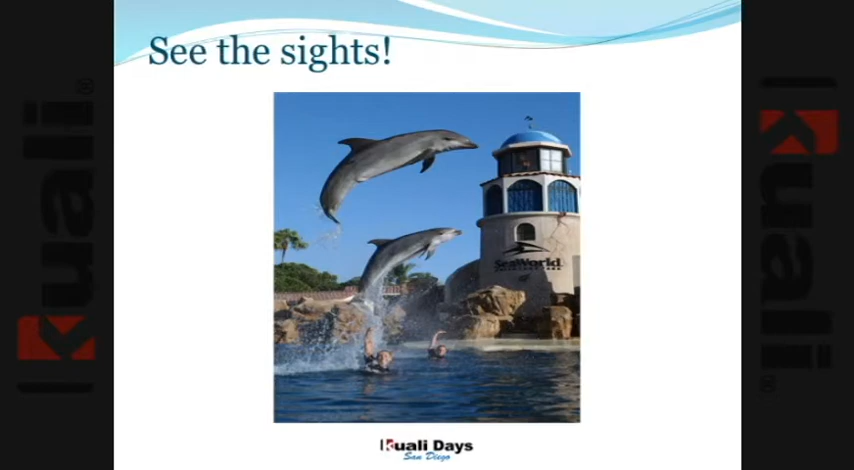 See the sights!
SeaWorld
kuali Days
San Diego
kuali
kuali